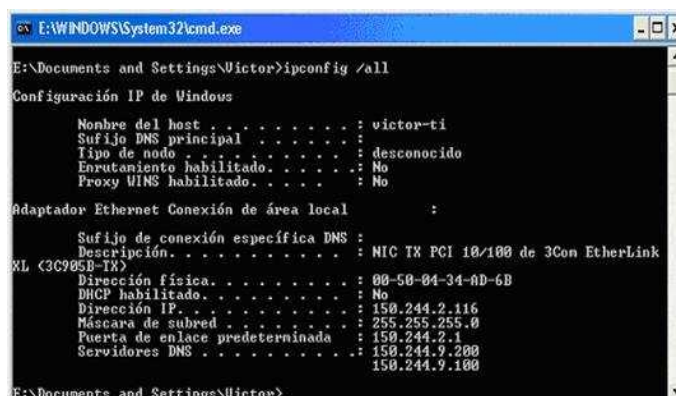 E:\WINDOWS\System32\cmd.exe
E:\Documents and Settings\Victor>ipconfig /all
Configuración IP de Windows
Nombre del host . . . . . . . . . : victor-ti
Sufijo DNS principal . . . . . . :
Tipo de nodo . . . . . . . . . . : desconocido
Enrutamiento habilitado. . . . . .: No
Proxy WINS habilitado. . . . . : No
Adaptador Ethernet Conexión de área local :
Sufijo de conexión específica DNS :
Descripción. . . . . . . . . . . : NIC TX PCI 10/100 de 3Com EtherLink
XL (3C905B-TX)
Dirección física. . . . . . . . . : 00-50-04-34-AD-6B
DHCP habilitado. . . . . . . . . : No
Dirección IP. . . . . . . . . . . : 150.244.2.116
Máscara de subred . . . . . . . . : 255.255.255.0
Puerta de enlace predeterminada : 150.244.2.1
Servidores DNS . . . . . . . . . .: 150.244.9.200
150.244.9.100
E:\Documents and Settings\Victor>